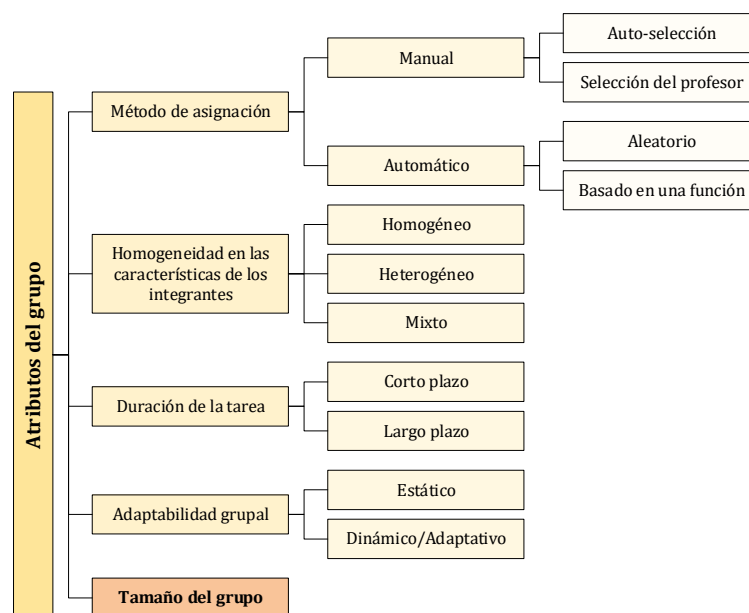 Atributos del grupo
Método de asignación
Manual
Auto-selección
Selección del profesor
Automático
Aleatorio
Basado en una función
Homogeneidad en las
características de los
integrantes
Homogéneo
Heterogéneo
Mixto
Duración de la tarea
Corto plazo
Largo plazo
Adaptabilidad grupal
Estático
Dinámico/Adaptativo
Tamaño del grupo